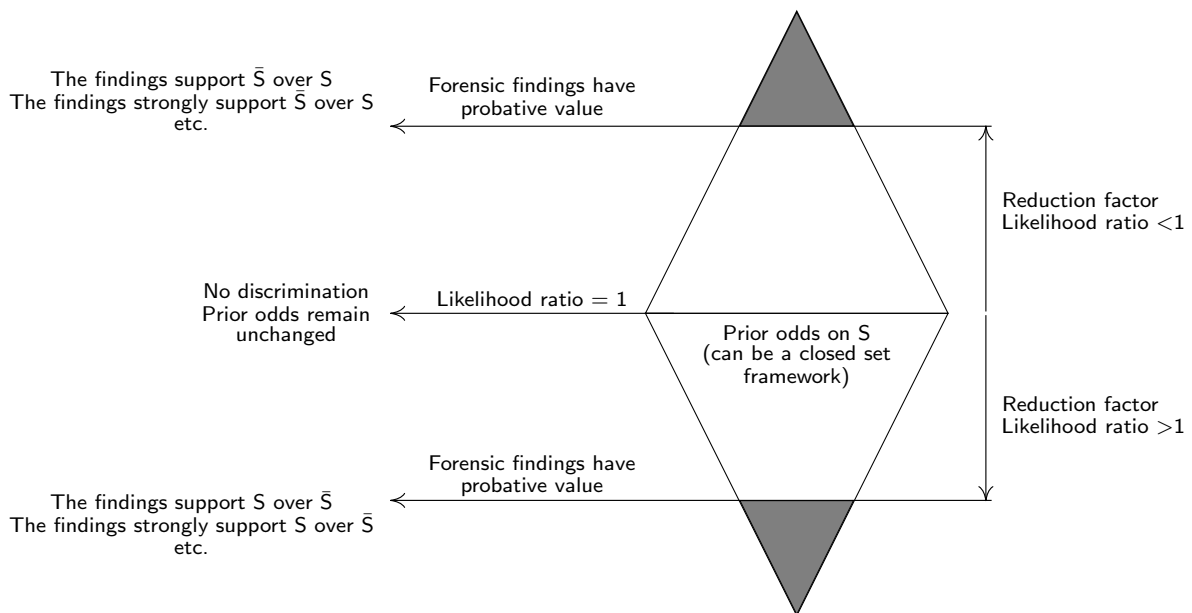 The findings support S̄ over S
The findings strongly support S̄ over S
etc.
Forensic findings have
probative value
Reduction factor
Likelihood ratio <1
No discrimination
Prior odds remain
unchanged
Likelihood ratio = 1
Prior odds on S
(can be a closed set
framework)
Reduction factor
Likelihood ratio >1
Forensic findings have
probative value
The findings support S over S̄
The findings strongly support S over S̄
etc.